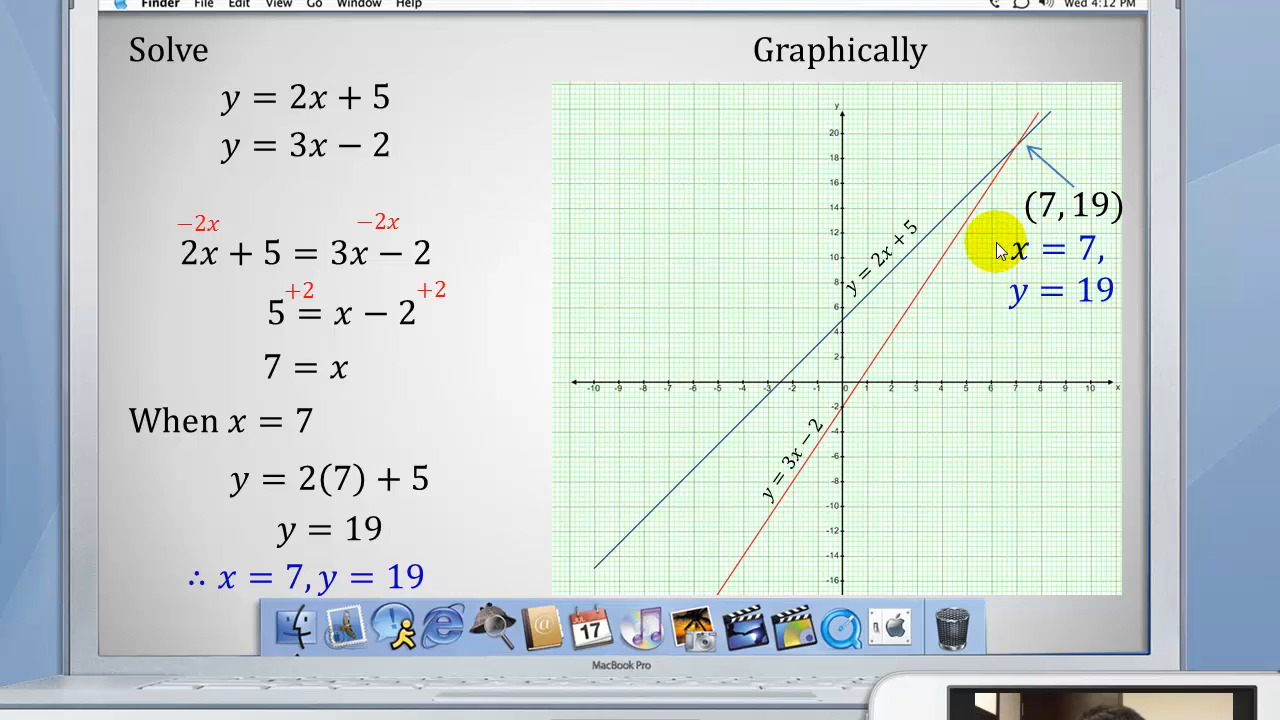 Finder File Edit View Go Window Help
Wed 4:12 PM
Solve
y = 2x + 5
y = 3x − 2
−2x −2x
2x + 5 = 3x − 2
+2 +2
5 = x − 2
7 = x
When x = 7
y = 2(7) + 5
y = 19
∴ x = 7, y = 19
Graphically
y
20
18
16
14
12
10
8
6
4
2
-10 -9 -8 -7 -6 -5 -4 -3 -2 -1 0 1 2 3 4 5 6 7 8 9 10 x
-2
-4
-6
-8
-10
-12
-14
-16
y = 2x + 5
y = 3x − 2
(7, 19)
x = 7,
y = 19
JUL
17
@
MacBook Pro